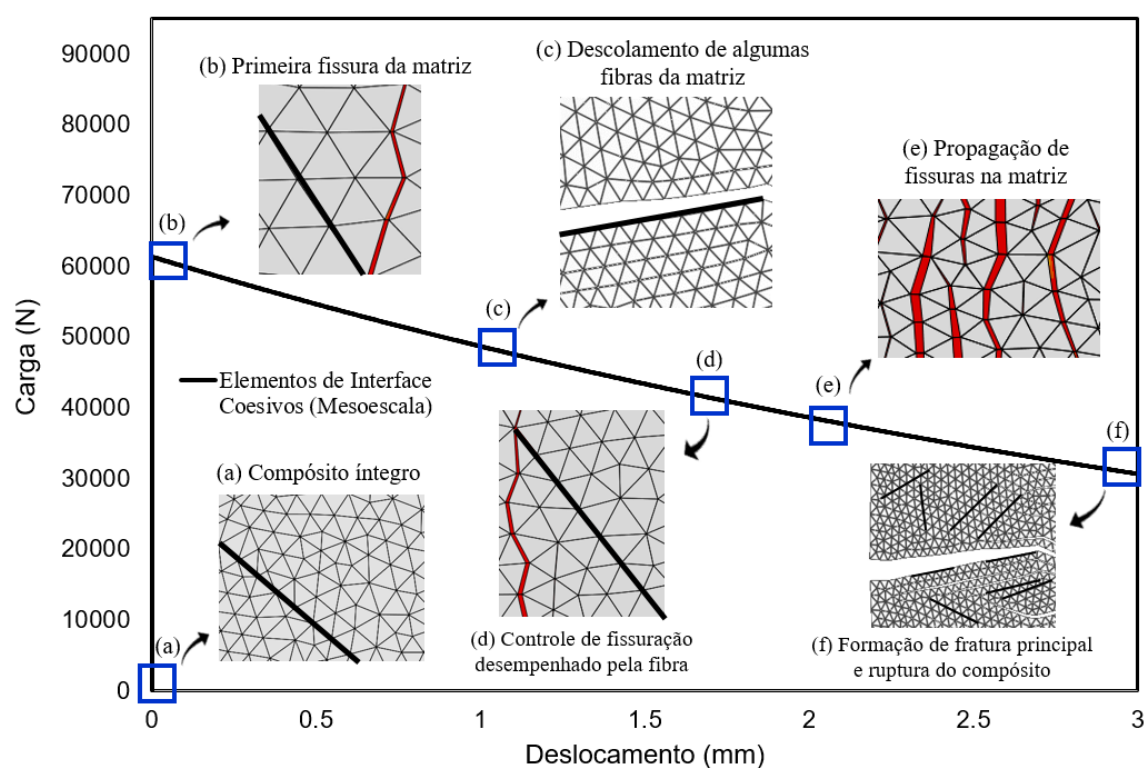 90000
80000
70000
60000
50000
40000
30000
20000
10000
0
Carga (N)
(b) Primeira fissura da matriz
(c) Descolamento de algumas
fibras da matriz
(e) Propagação de
fissuras na matriz
(b)
(c)
(d)
(e)
(f)
Elementos de Interface
Coesivos (Mesoescala)
(a) Compósito íntegro
(a)
(d) Controle de fissuração
desempenhado pela fibra
(f) Formação de fratura principal
e ruptura do compósito
0 0.5 1 1.5 2 2.5 3
Deslocamento (mm)